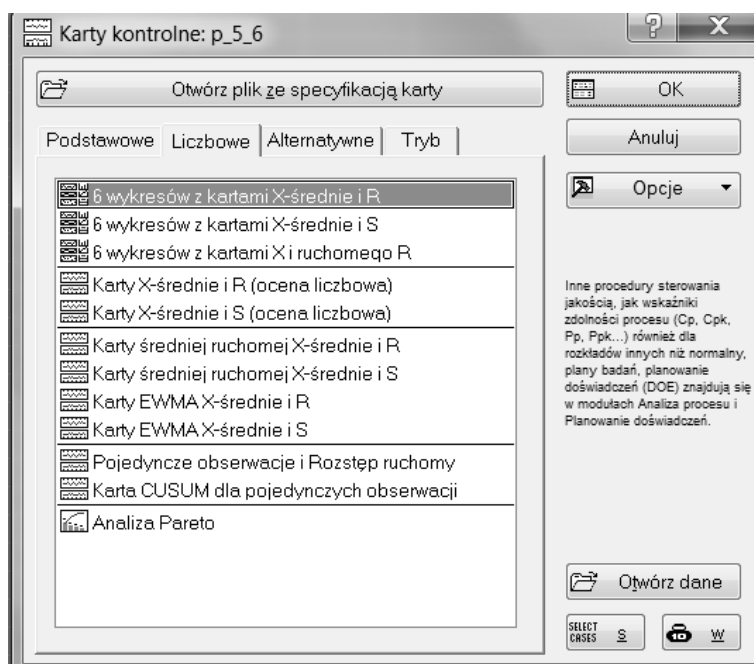 Karty kontrolne: p_5_6
Otwórz plik ze specyfikacją karty
Podstawowe
Liczbowe
Alternatywne
Tryb
6 wykresów z kartami X-średnie i R
6 wykresów z kartami X-średnie i S
6 wykresów z kartami X i ruchomego R
Karty X-średnie i R (ocena liczbowa)
Karty X-średnie i S (ocena liczbowa)
Karty średniej ruchomej X-średnie i R
Karty średniej ruchomej X-średnie i S
Karty EWMA X-średnie i R
Karty EWMA X-średnie i S
Pojedyncze obserwacje i Rozstęp ruchomy
Karta CUSUM dla pojedynczych obserwacji
Analiza Pareto
?
X
OK
Anuluj
Opcje
Inne procedury sterowania
jakością, jak wskaźniki
zdolności procesu (Cp, Cpk,
Pp, Ppk...) również dla
rozkładów innych niż normalny,
plany badań, planowanie
doświadczeń (DOE) znajdują się
w modułach Analiza procesu i
Planowanie doświadczeń.
Otwórz dane
SELECT
CASES
S
W